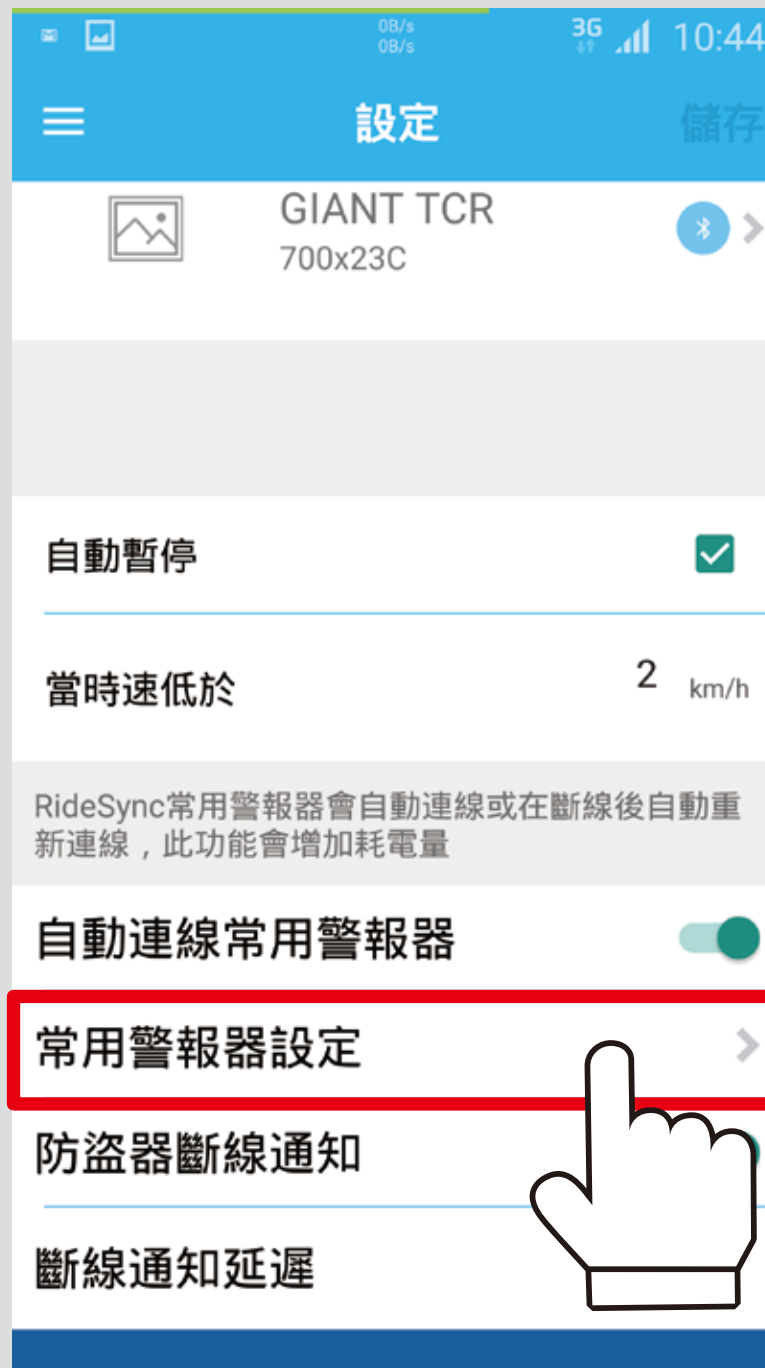 0B/s
0B/s
3G
10:44
設定
儲存
GIANT TCR
700x23C
自動暫停
當時速低於
2 km/h
RideSync常用警報器會自動連線或在斷線後自動重
新連線，此功能會增加耗電量
自動連線常用警報器
常用警報器設定
防盜器斷線通知
斷線通知延遲